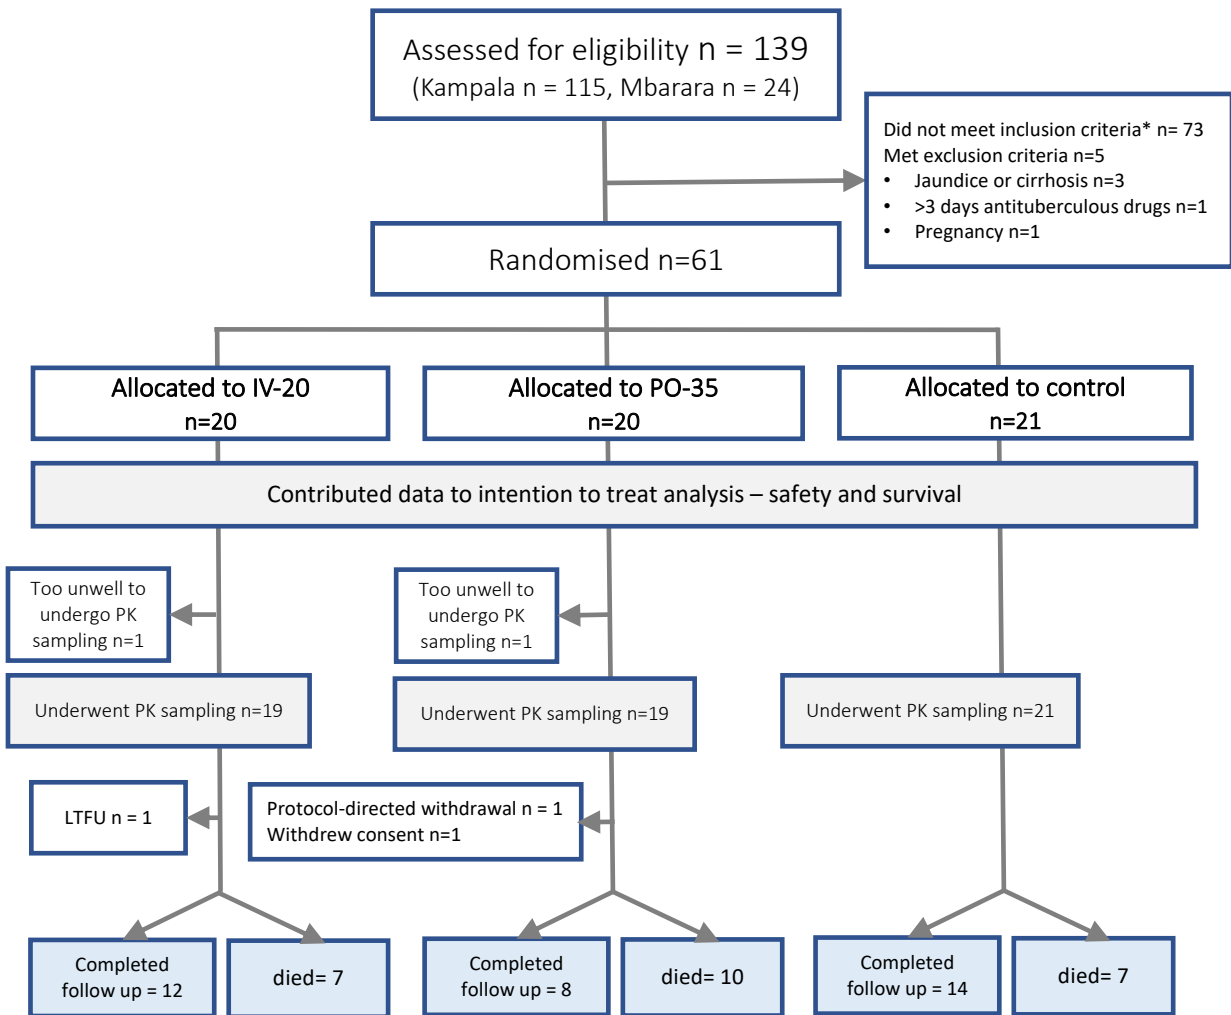 Assessed for eligibility n = 139
(Kampala n = 115, Mbarara n = 24)
Did not meet inclusion criteria* n= 73
Met exclusion criteria n=5
• Jaundice or cirrhosis n=3
• >3 days antituberculous drugs n=1
• Pregnancy n=1
Randomised n=61
Allocated to IV-20
n=20
Allocated to PO-35
n=20
Allocated to control
n=21
Contributed data to intention to treat analysis – safety and survival
Too unwell to
undergo PK
sampling n=1
Too unwell to
undergo PK
sampling n=1
Underwent PK sampling n=19
Underwent PK sampling n=19
Underwent PK sampling n=21
LTFU n = 1
Protocol-directed withdrawal n = 1
Withdrew consent n=1
Completed
follow up = 12
died= 7
Completed
follow up = 8
died= 10
Completed
follow up = 14
died= 7